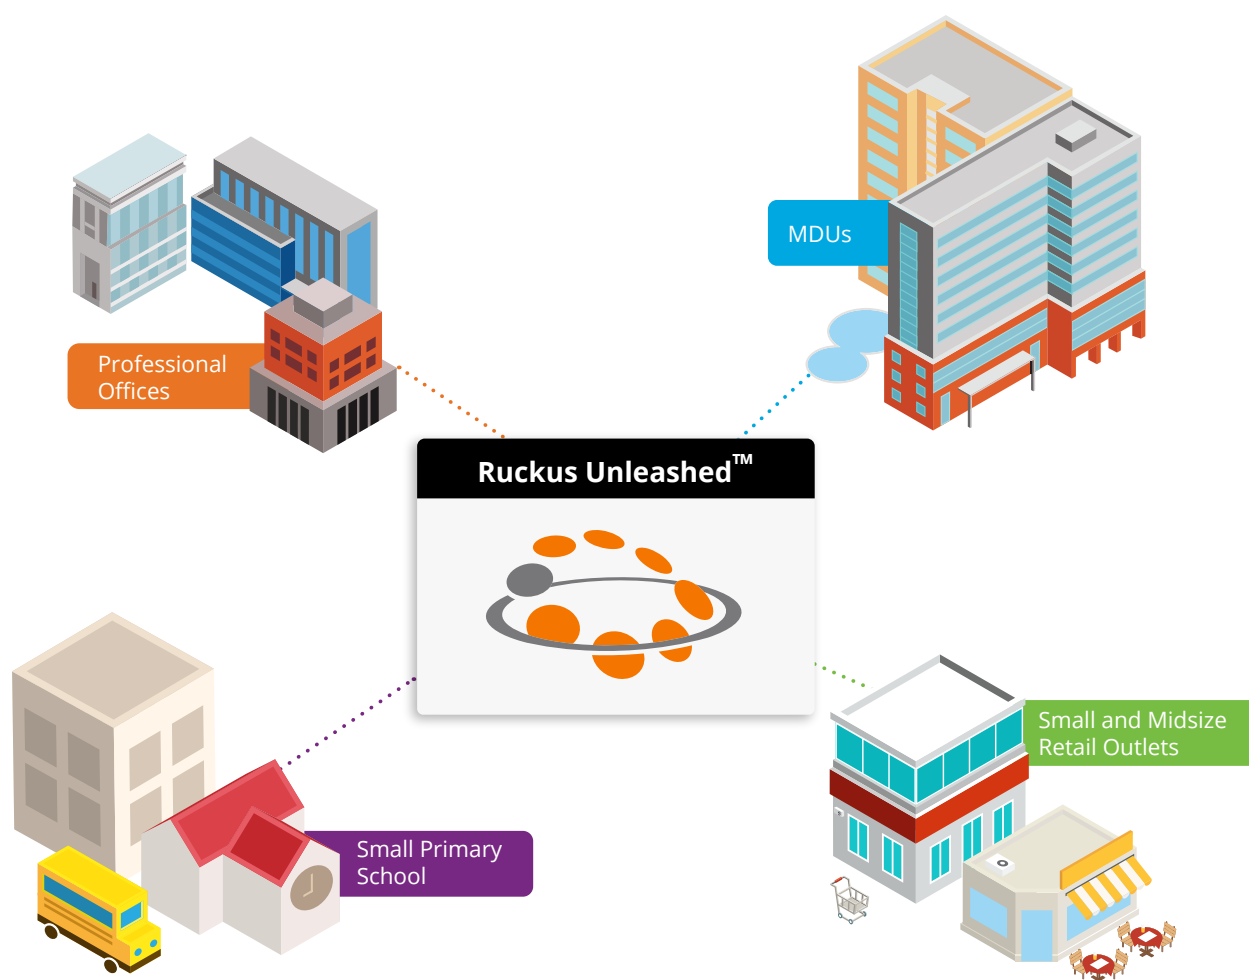 MDUs
Professional
Offices
Ruckus Unleashed™
Small and Midsize
Retail Outlets
Small Primary
School